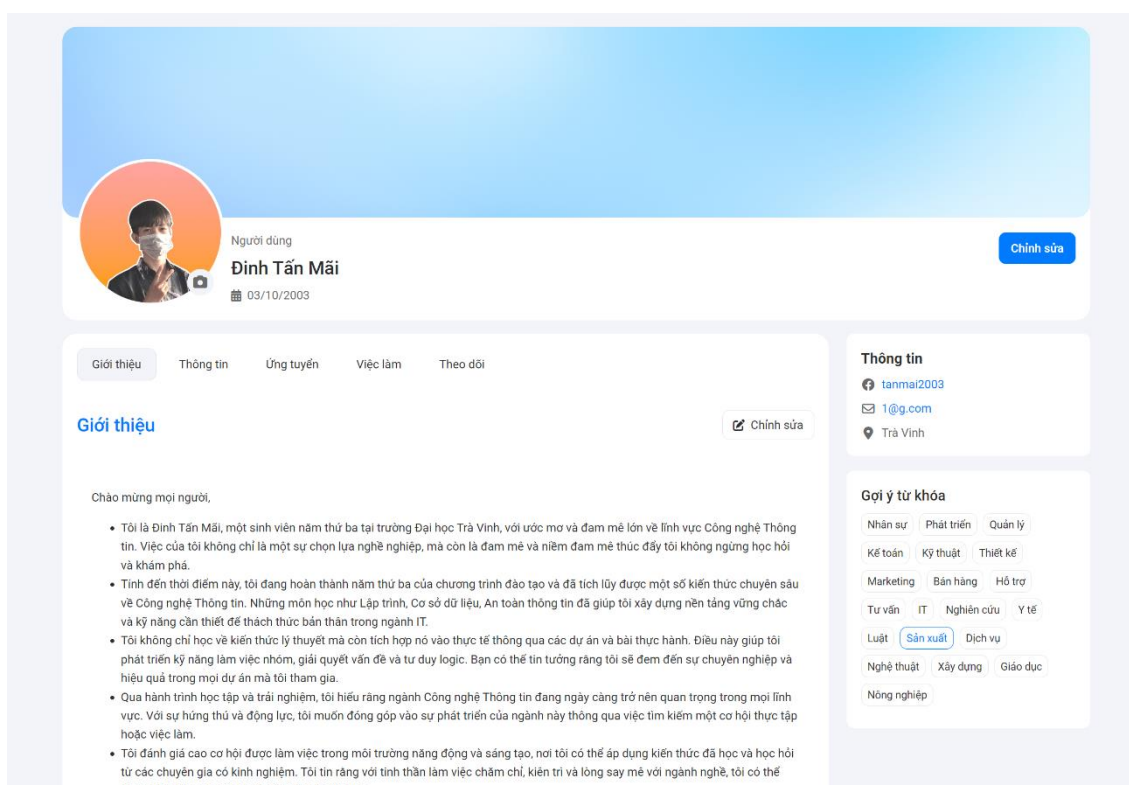 Người dùng
Đinh Tấn Mãi
03/10/2003
Chỉnh sửa
Giới thiệu
Thông tin
Ứng tuyển
Việc làm
Theo dõi
Giới thiệu
Chỉnh sửa
Chào mừng mọi người,
Tôi là Đinh Tấn Mãi, một sinh viên năm thứ ba tại trường Đại học Trà Vinh, với ước mơ và đam mê lớn về lĩnh vực Công nghệ Thông
tin. Việc của tôi không chỉ là một sự chọn lựa nghề nghiệp, mà còn là đam mê và niềm đam mê thúc đẩy tôi không ngừng học hỏi
và khám phá.
Tính đến thời điểm này, tôi đang hoàn thành năm thứ ba của chương trình đào tạo và đã tích lũy được một số kiến thức chuyên sâu
về Công nghệ Thông tin. Những môn học như Lập trình, Cơ sở dữ liệu, An toàn thông tin đã giúp tôi xây dựng nền tảng vững chắc
và kỹ năng cần thiết để thách thức bản thân trong ngành IT.
Tôi không chỉ học về kiến thức lý thuyết mà còn tích hợp nó vào thực tế thông qua các dự án và bài thực hành. Điều này giúp tôi
phát triển kỹ năng làm việc nhóm, giải quyết vấn đề và tư duy logic. Bạn có thể tin tưởng rằng tôi sẽ đem đến sự chuyên nghiệp và
hiệu quả trong mọi dự án mà tôi tham gia.
Qua hành trình học tập và trải nghiệm, tôi hiểu rằng ngành Công nghệ Thông tin đang ngày càng trở nên quan trọng trong mọi lĩnh
vực. Với sự hứng thú và động lực, tôi muốn đóng góp vào sự phát triển của ngành này thông qua việc tìm kiếm một cơ hội thực tập
hoặc việc làm.
Tôi đánh giá cao cơ hội được làm việc trong môi trường năng động và sáng tạo, nơi tôi có thể áp dụng kiến thức đã học và học hỏi
từ các chuyên gia có kinh nghiệm. Tôi tin rằng với tinh thần làm việc chăm chỉ, kiên trì và lòng say mê với ngành nghề, tôi có thể
Thông tin
tanmai2003
1@g.com
Trà Vinh
Gợi ý từ khóa
Nhân sự Phát triển Quản lý
Kế toán Kỹ thuật Thiết kế
Marketing Bán hàng Hỗ trợ
Tư vấn IT Nghiên cứu Y tế
Luật Sản xuất Dịch vụ
Nghệ thuật Xây dựng Giáo dục
Nông nghiệp